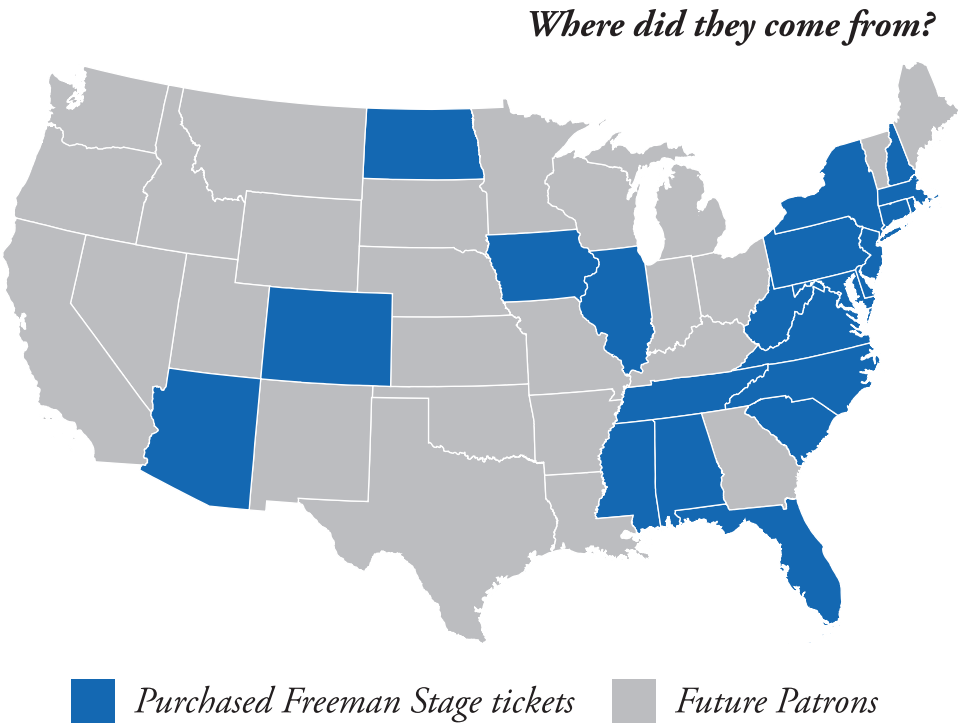 Where did they come from?
Purchased Freeman Stage tickets
Future Patrons